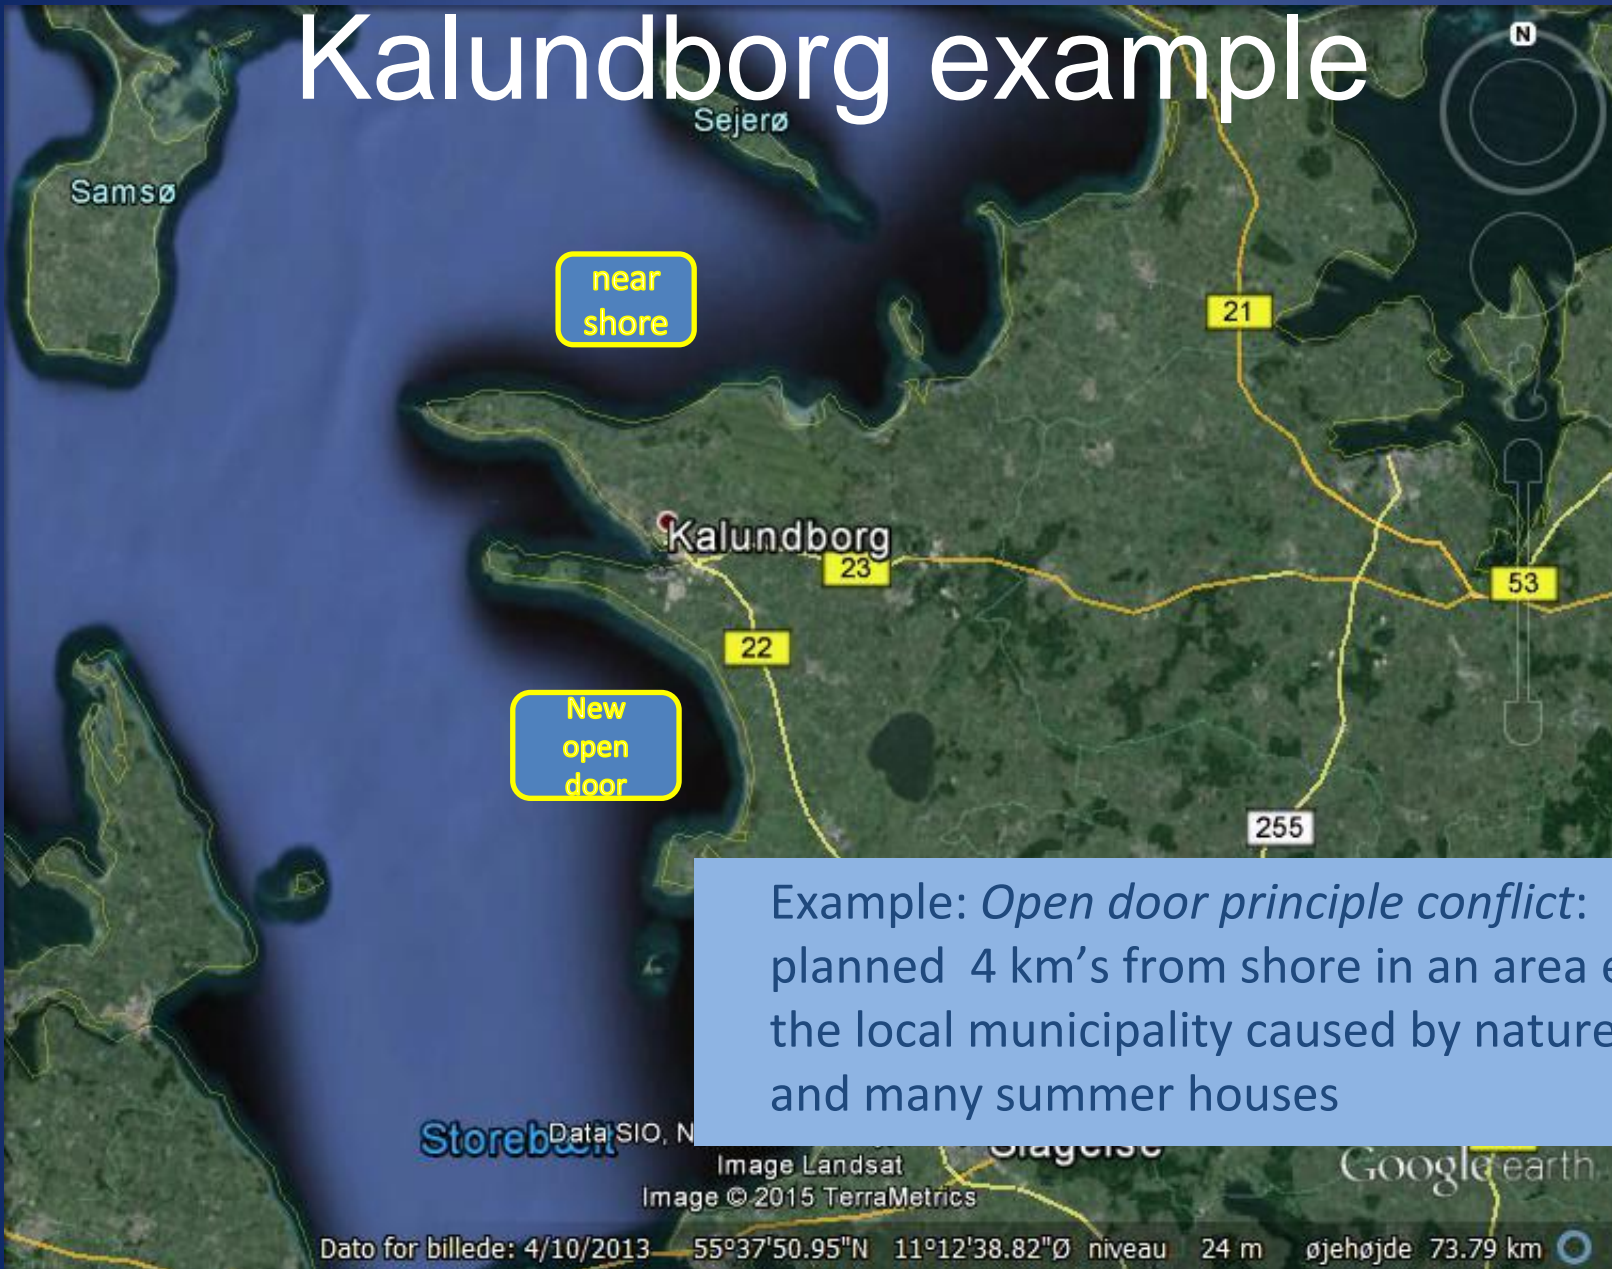 Kalundborg example
N
Sejerø
Samsø
near
shore
21
Kalundborg
23
53
22
New
open
door
255
Example: Open door principle conflict:
planned 4 km's from shore in an area
the local municipality caused by nature
and many summer houses
Storebælt
Data SIO, N
Slagelse
Image Landsat
Google earth
Image © 2015 TerraMetrics
Dato for billede: 4/10/2013 55°37'50.95"N 11°12'38.82"Ø niveau 24 m øjehøjde 73.79 km